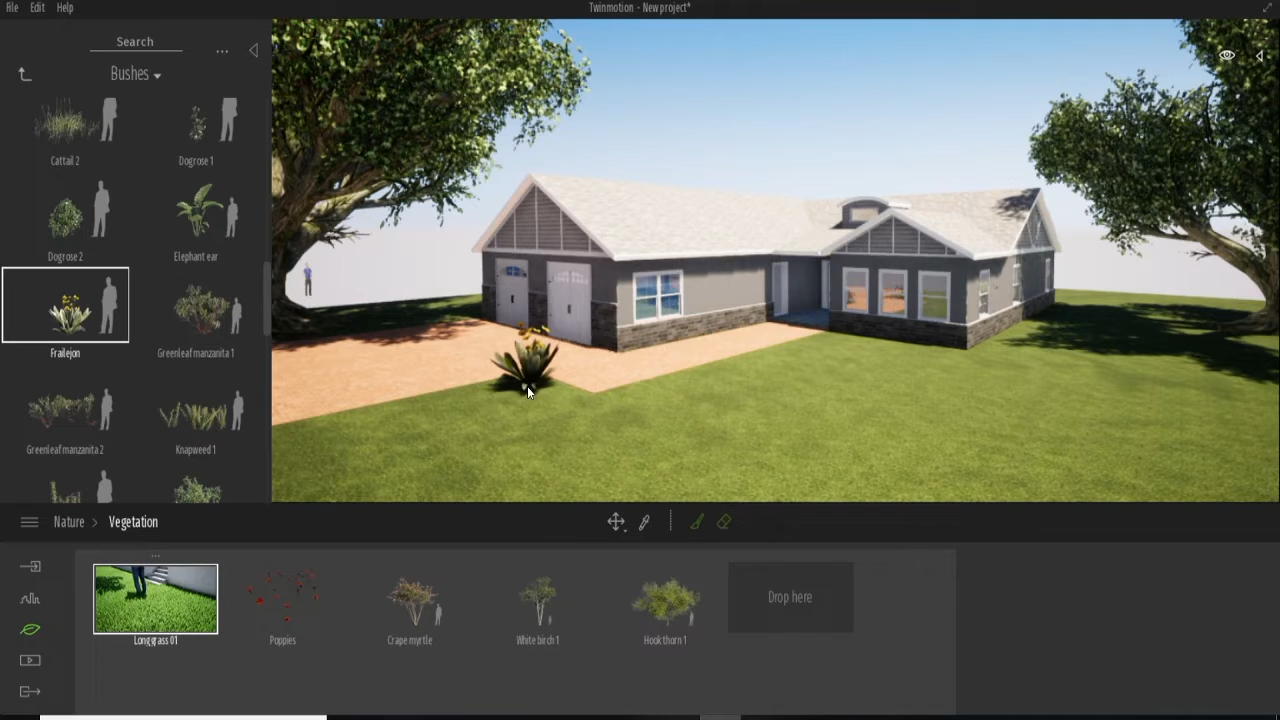 File Edit Help
Twinmotion - New project*
Search
...
Bushes
Cattail 2
Dogrose 1
Dogrose 2
Elephant ear
Frailejon
Greenleaf manzanita 1
Greenleaf manzanita 2
Knapweed 1
Nature > Vegetation
...
Long grass 01
Poppies
Crape myrtle
White birch 1
Hook thorn 1
Drop here